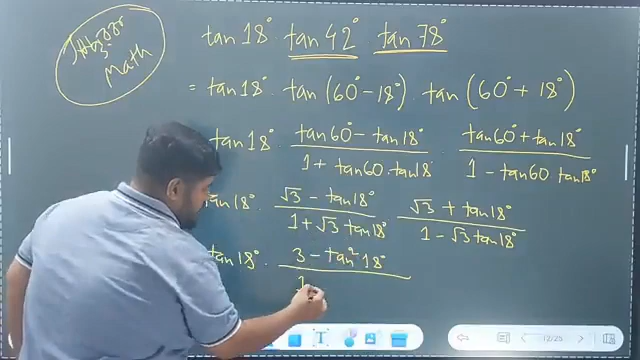 tan 18° tan 42° tan 78°
math
= tan 18° · tan (60° - 18°) · tan (60° + 18°)
tan 18° · (tan 60° - tan 18°) / (1 + tan 60 · tan 18°) · (tan 60° + tan 18°) / (1 - tan 60 · tan 18°)
tan 18° · (√3 - tan 18°) / (1 + √3 tan 18°) · (√3 + tan 18°) / (1 - √3 tan 18°)
tan 18° · (3 - tan² 18°) / 1
T
12/25